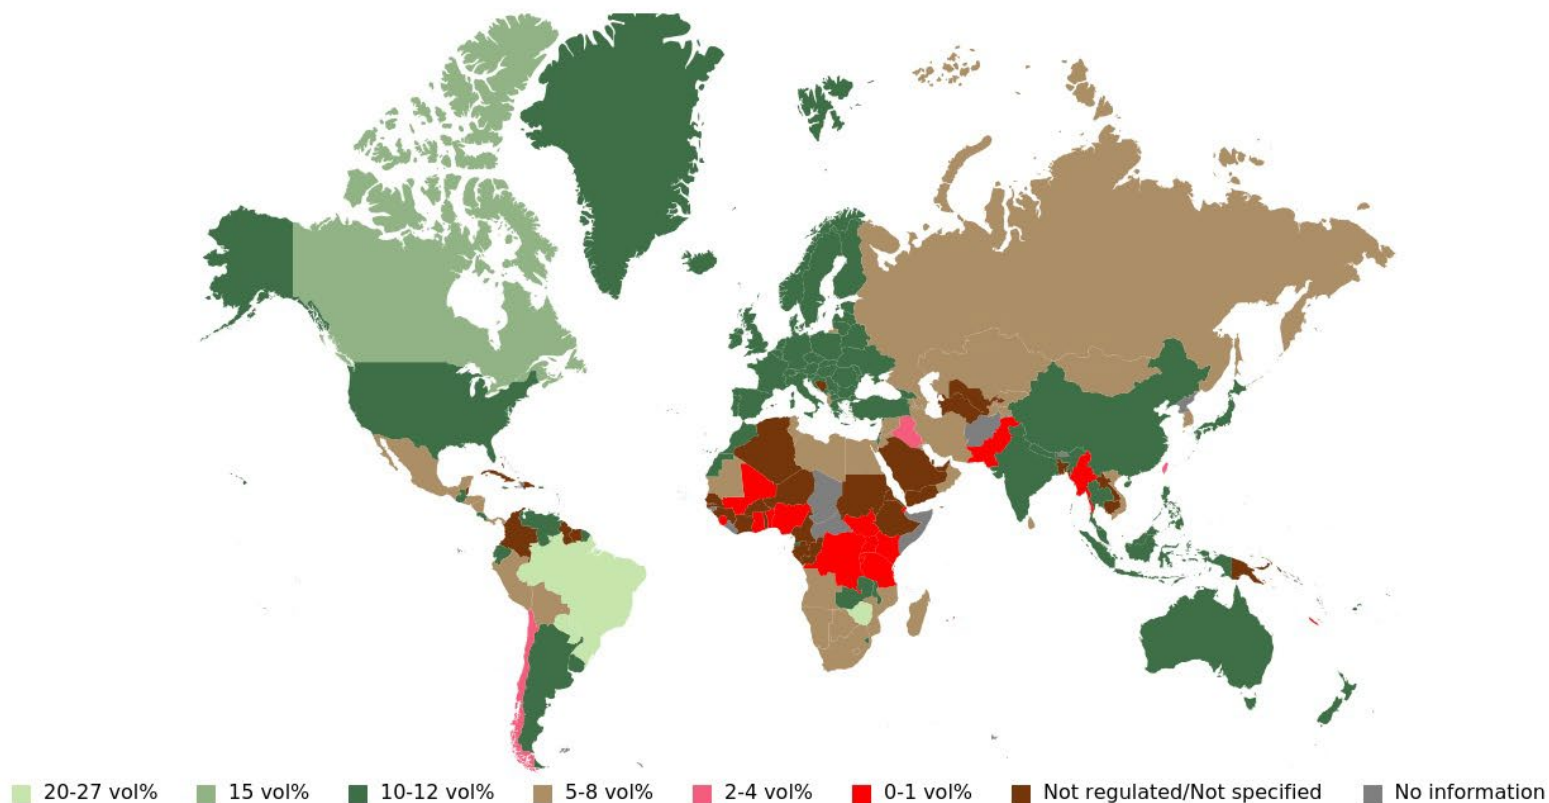 20-27 vol% 15 vol% 10-12 vol% 5-8 vol% 2-4 vol% 0-1 vol% Not regulated/Not specified No information